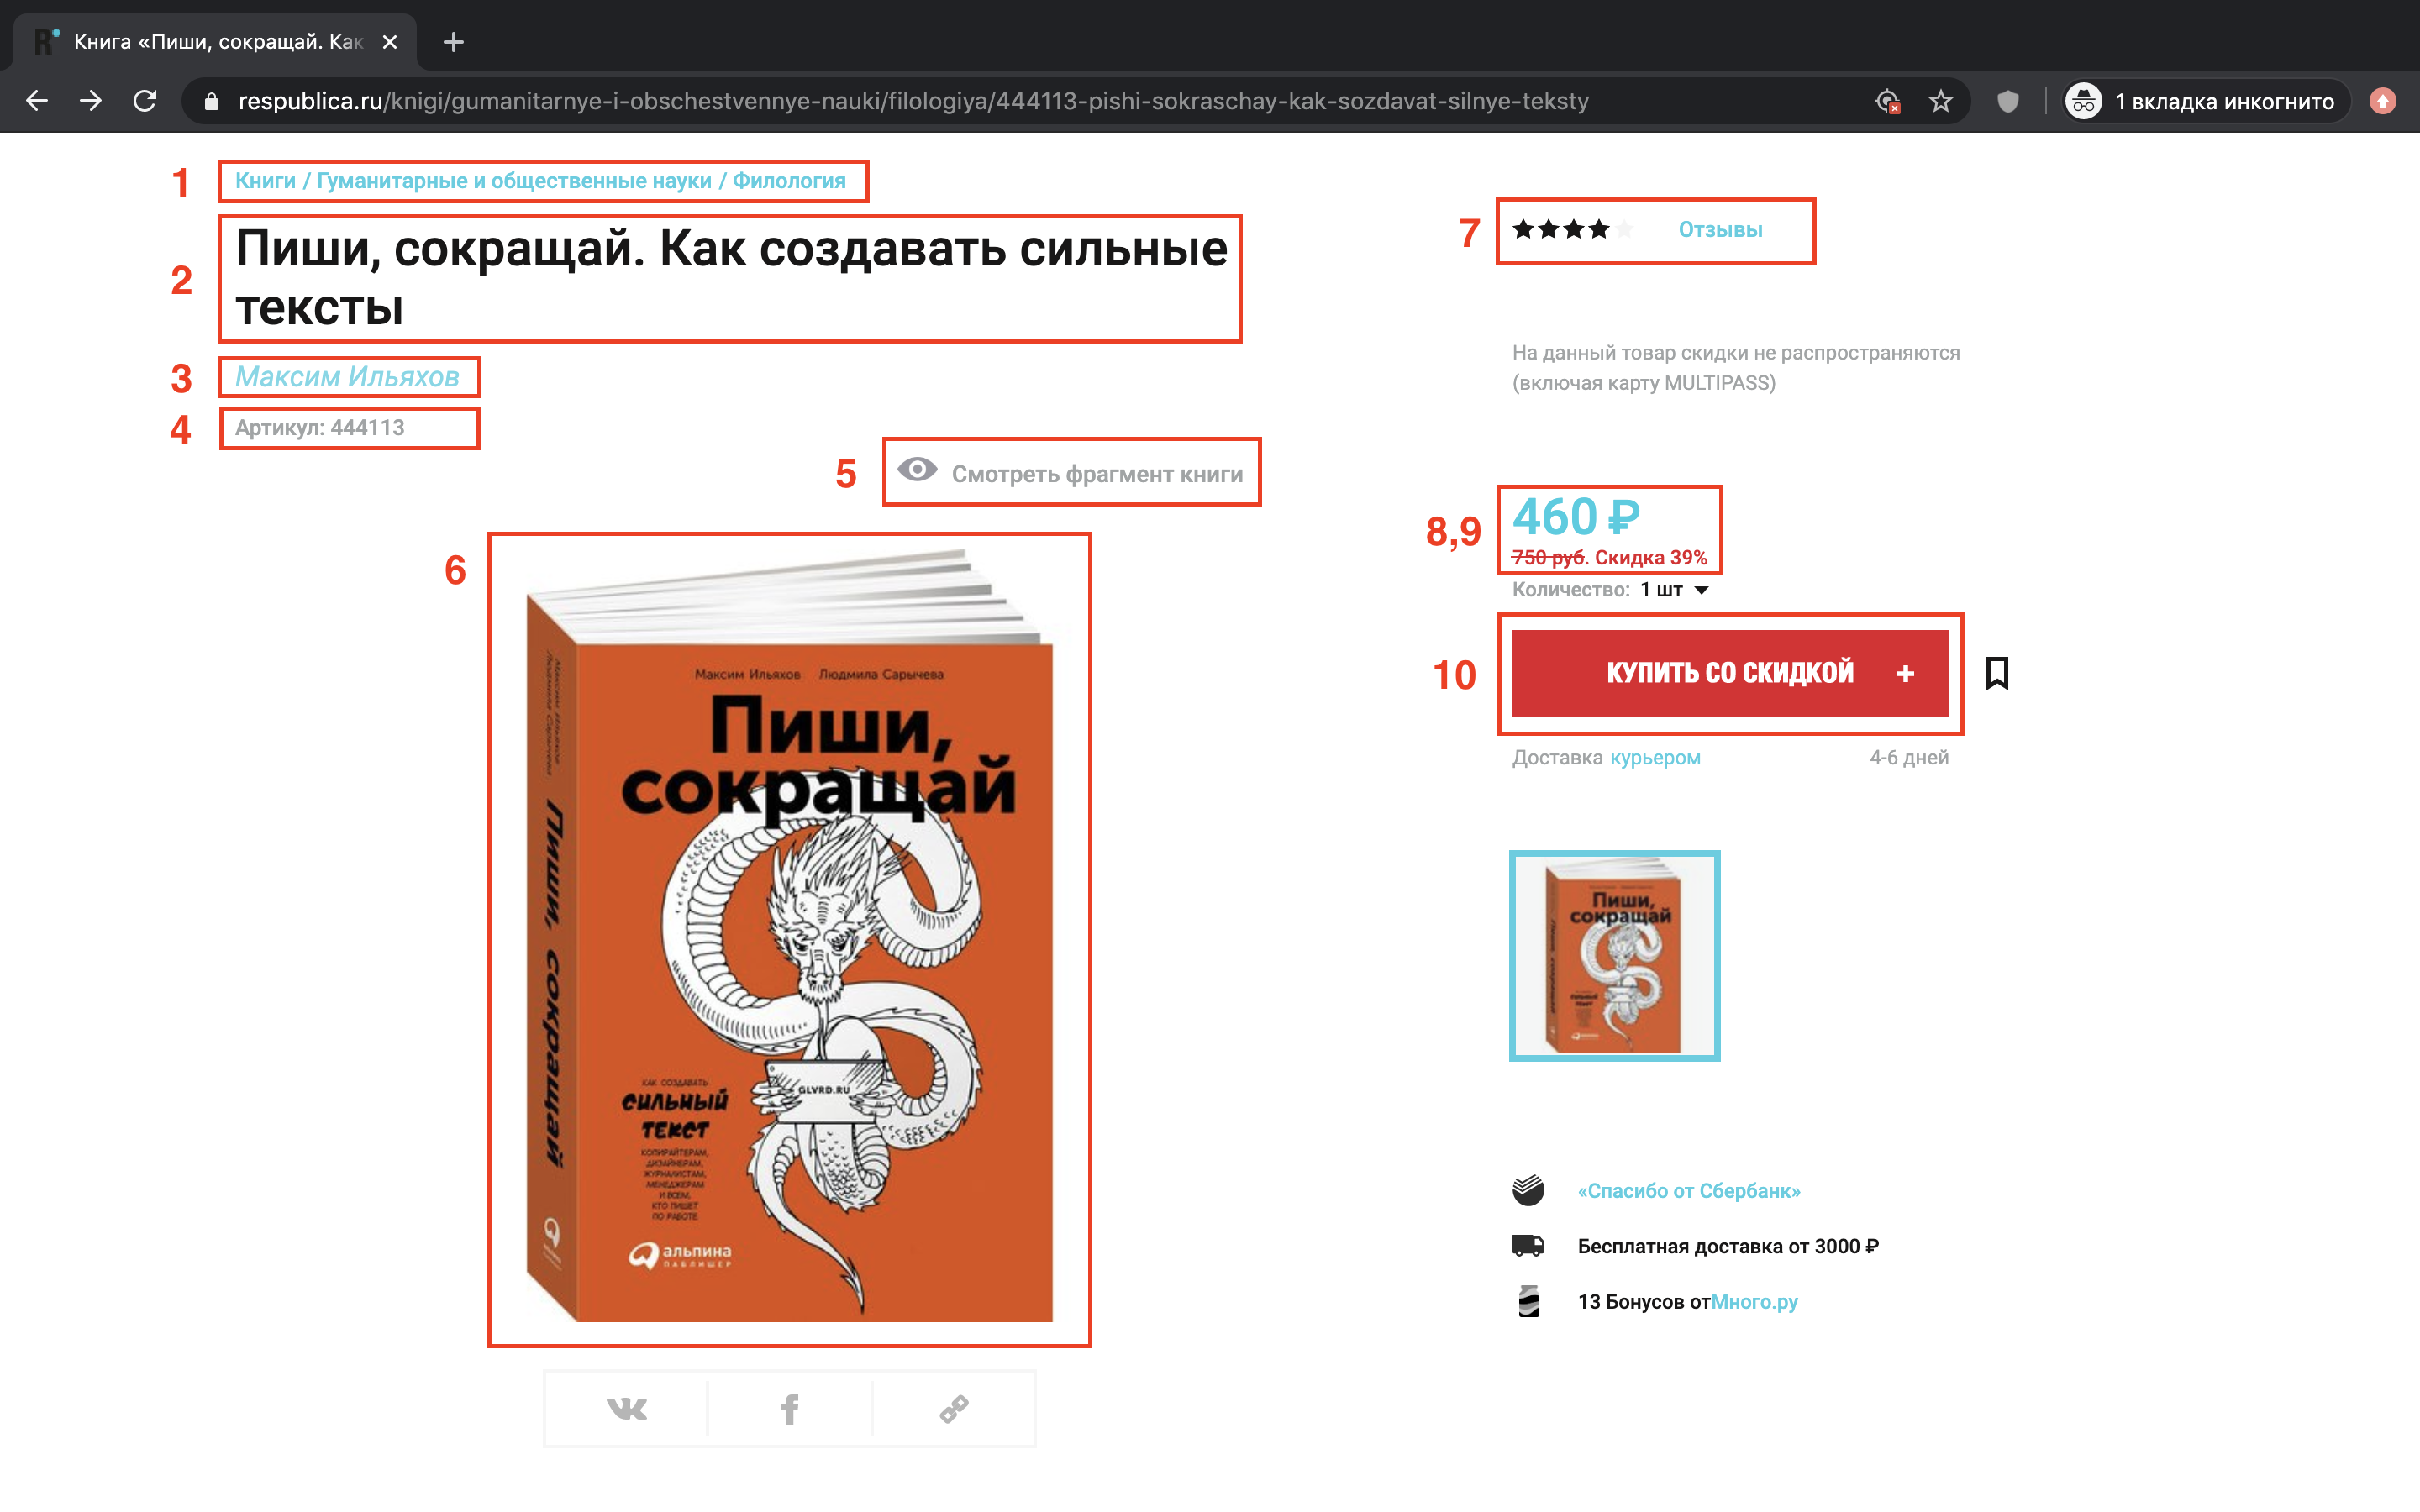 Книга «Пиши, сокращай. Как
respublica.ru/knigi/gumanitarnye-i-obschestvennye-nauki/filologiya/444113-pishi-sokraschay-kak-sozdavat-silnye-teksty
1 вкладка инкогнито
1
Книги / Гуманитарные и общественные науки / Филология
2
Пиши, сокращай. Как создавать сильные
тексты
3
Максим Ильяхов
4
Артикул: 444113
5
Смотреть фрагмент книги
6
Максим Ильяхов Людмила Сарычева
Пиши,
сокращай
Максим Ильяхов
Людмила Сарычева
Пиши, сокращай
GLVRD.RU
КАК СОЗДАВАТЬ
СИЛЬНЫЙ
ТЕКСТ
КОПИРАЙТЕРАМ,
ДИЗАЙНЕРАМ,
ЖУРНАЛИСТАМ,
МЕНЕДЖЕРАМ
И ВСЕМ,
КТО ПИШЕТ
ПО РАБОТЕ
альпина
ПАБЛИШЕР
7
Отзывы
На данный товар скидки не распространяются
(включая карту MULTIPASS)
8,9
460 ₽
750 руб. Скидка 39%
Количество: 1 шт
10
КУПИТЬ СО СКИДКОЙ +
Доставка курьером 4-6 дней
Пиши,
сокращай
«Спасибо от Сбербанк»
Бесплатная доставка от 3000 ₽
13 Бонусов отМного.ру